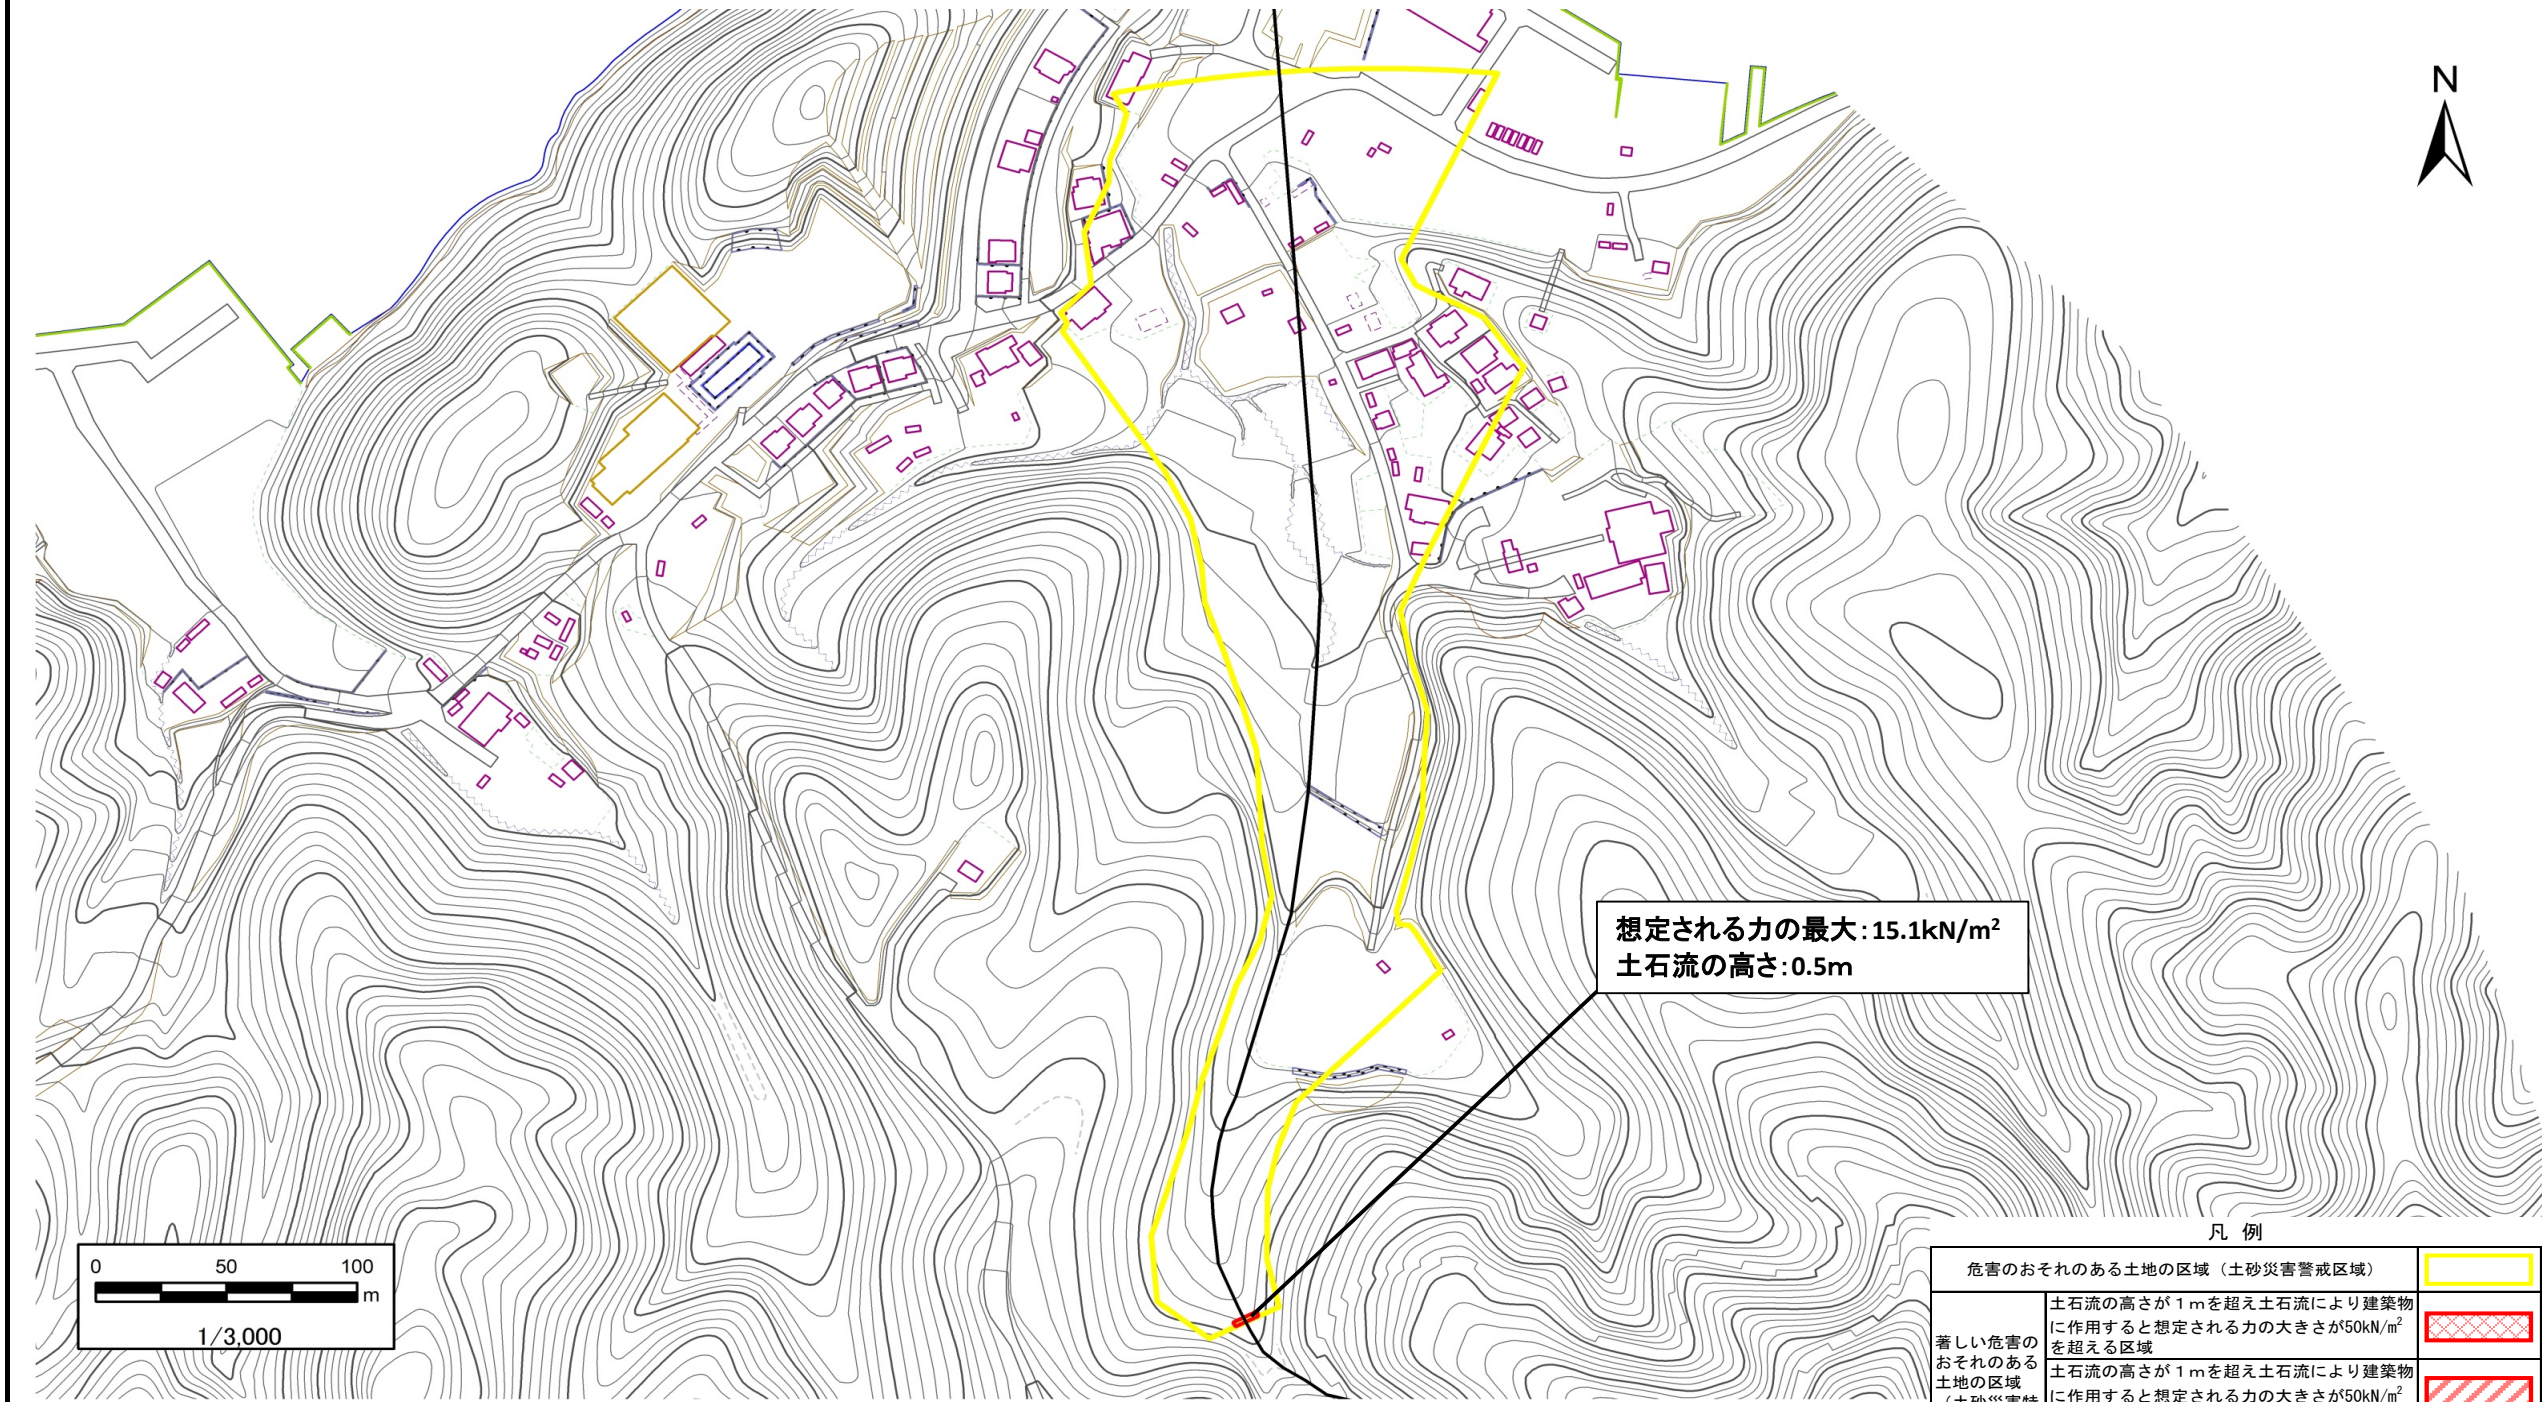 N
想定される力の最大：15.1kN/m²
土石流の高さ：0.5m
0 50 100
m
1/3,000
凡 例
危害のおそれのある土地の区域（土砂災害警戒区域）
著しい危害の
おそれのある
土地の区域
（土砂災害特
土石流の高さが１ｍを超え土石流により建築物
に作用すると想定される力の大きさが50kN/m²
を超える区域
土石流の高さが１ｍを超え土石流により建築物
に作用すると想定される力の大きさが50kN/m²